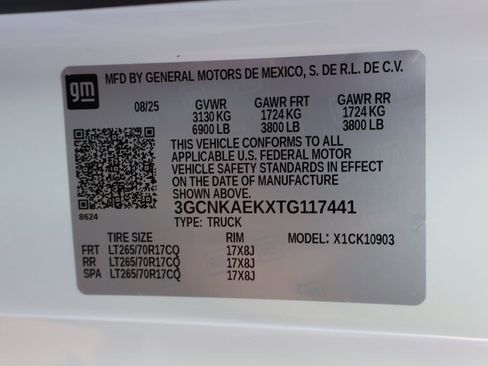 gm
MFD BY GENERAL MOTORS DE MEXICO, S. DE R.L. DE C.V.
08/25 GVWR GAWR FRT GAWR RR
3130 KG 1724 KG 1724 KG
6900 LB 3800 LB 3800 LB
THIS VEHICLE CONFORMS TO ALL
APPLICABLE U.S. FEDERAL MOTOR
VEHICLE SAFETY STANDARDS IN EFFECT
ON THE DATE OF MANUFACTURE
SHOWN ABOVE.
8624
3GCNKAEKXTG117441
TYPE: TRUCK
TIRE SIZE RIM MODEL: X1CK10903
FRT LT265/70R17CQ 17X8J
RR LT265/70R17CQ 17X8J
SPA LT265/70R17CQ 17X8J